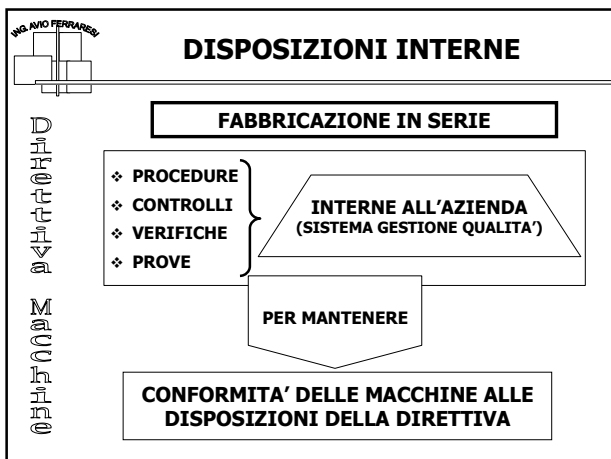 ING. AVIO FERRARESI
DISPOSIZIONI INTERNE
Direttiva Macchine
FABBRICAZIONE IN SERIE
❖ PROCEDURE
❖ CONTROLLI
❖ VERIFICHE
❖ PROVE
INTERNE ALL'AZIENDA
(SISTEMA GESTIONE QUALITA')
PER MANTENERE
CONFORMITA' DELLE MACCHINE ALLE
DISPOSIZIONI DELLA DIRETTIVA